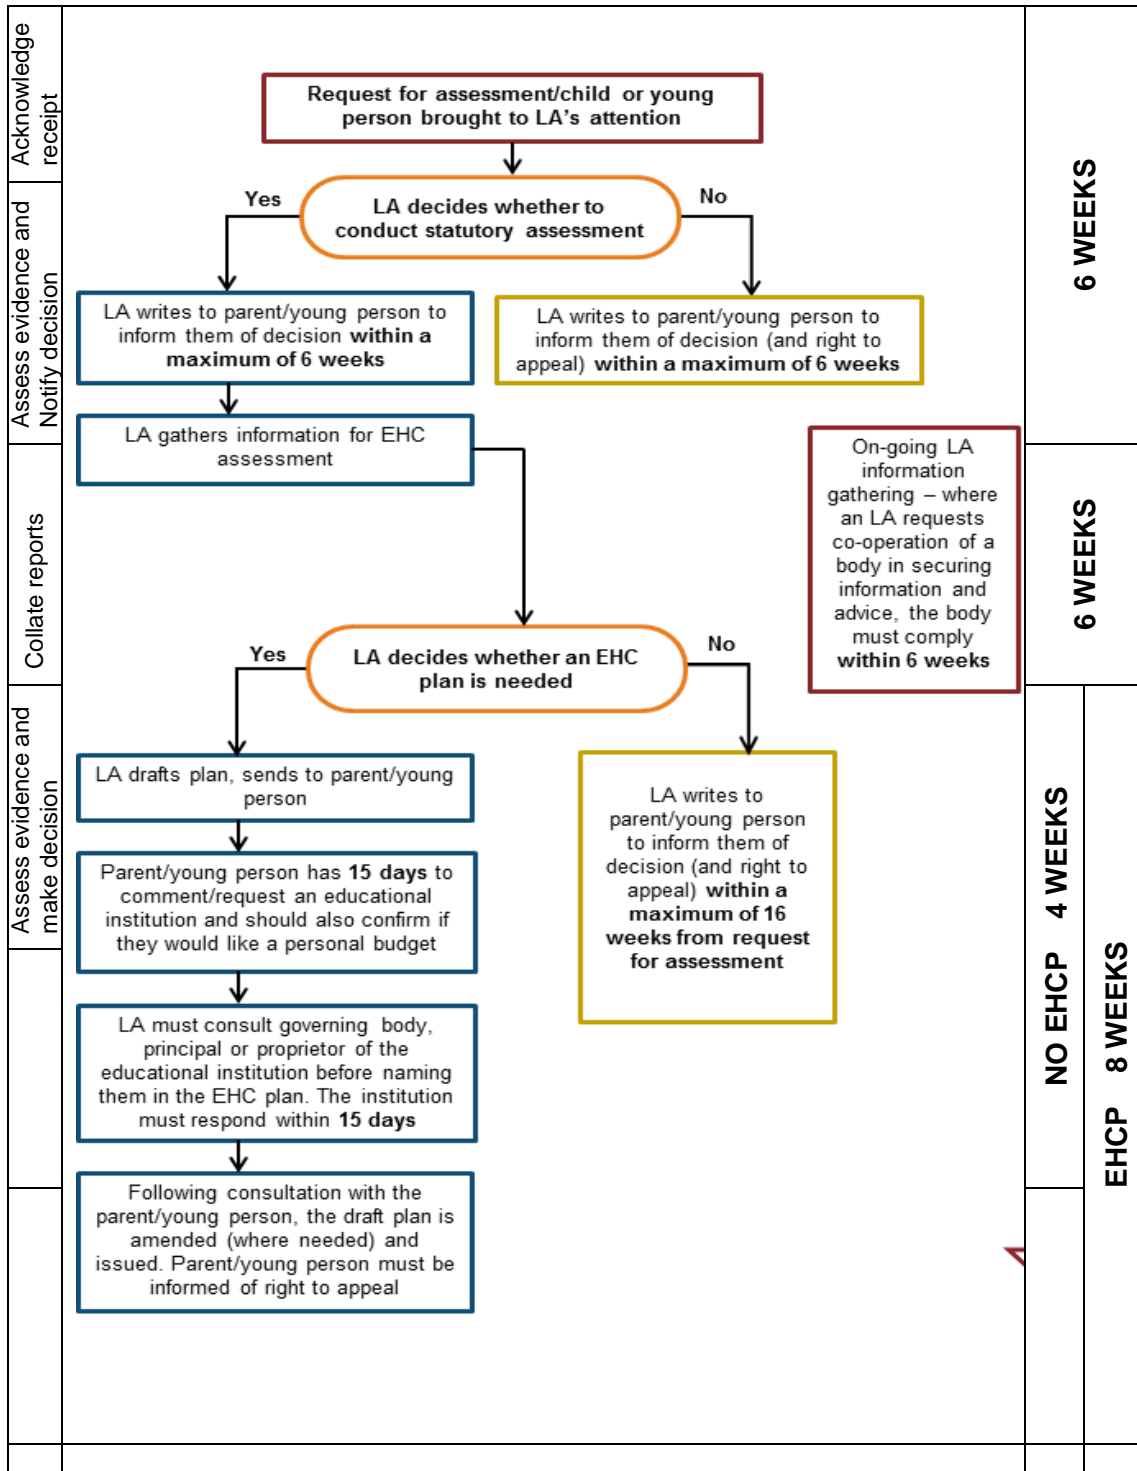 Acknowledge
receipt
Request for assessment/child or young
person brought to LA's attention
6 WEEKS
Assess evidence and
Notify decision
Yes
LA decides whether to
conduct statutory assessment
No
LA writes to parent/young person to
inform them of decision within a
maximum of 6 weeks
LA writes to parent/young person to
inform them of decision (and right to
appeal) within a maximum of 6 weeks
LA gathers information for EHC
assessment
Collate reports
On-going LA
information
gathering – where
an LA requests
co-operation of a
body in securing
information and
advice, the body
must comply
within 6 weeks
6 WEEKS
Yes
LA decides whether an EHC
plan is needed
No
Assess evidence and
make decision
LA drafts plan, sends to parent/young
person
Parent/young person has 15 days to
comment/request an educational
institution and should also confirm if
they would like a personal budget
LA writes to
parent/young person
to inform them of
decision (and right to
appeal) within a
maximum of 16
weeks from request
for assessment
NO EHCP 4 WEEKS
EHCP 8 WEEKS
LA must consult governing body,
principal or proprietor of the
educational institution before naming
them in the EHC plan. The institution
must respond within 15 days
Following consultation with the
parent/young person, the draft plan is
amended (where needed) and
issued. Parent/young person must be
informed of right to appeal